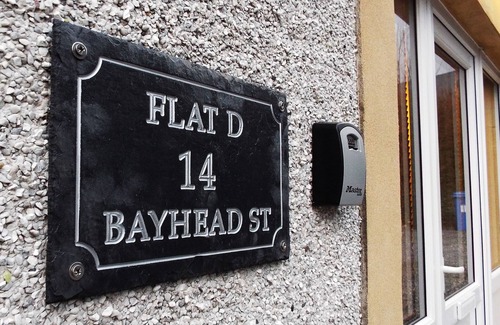 FLAT D
14
BAYHEAD ST
Master